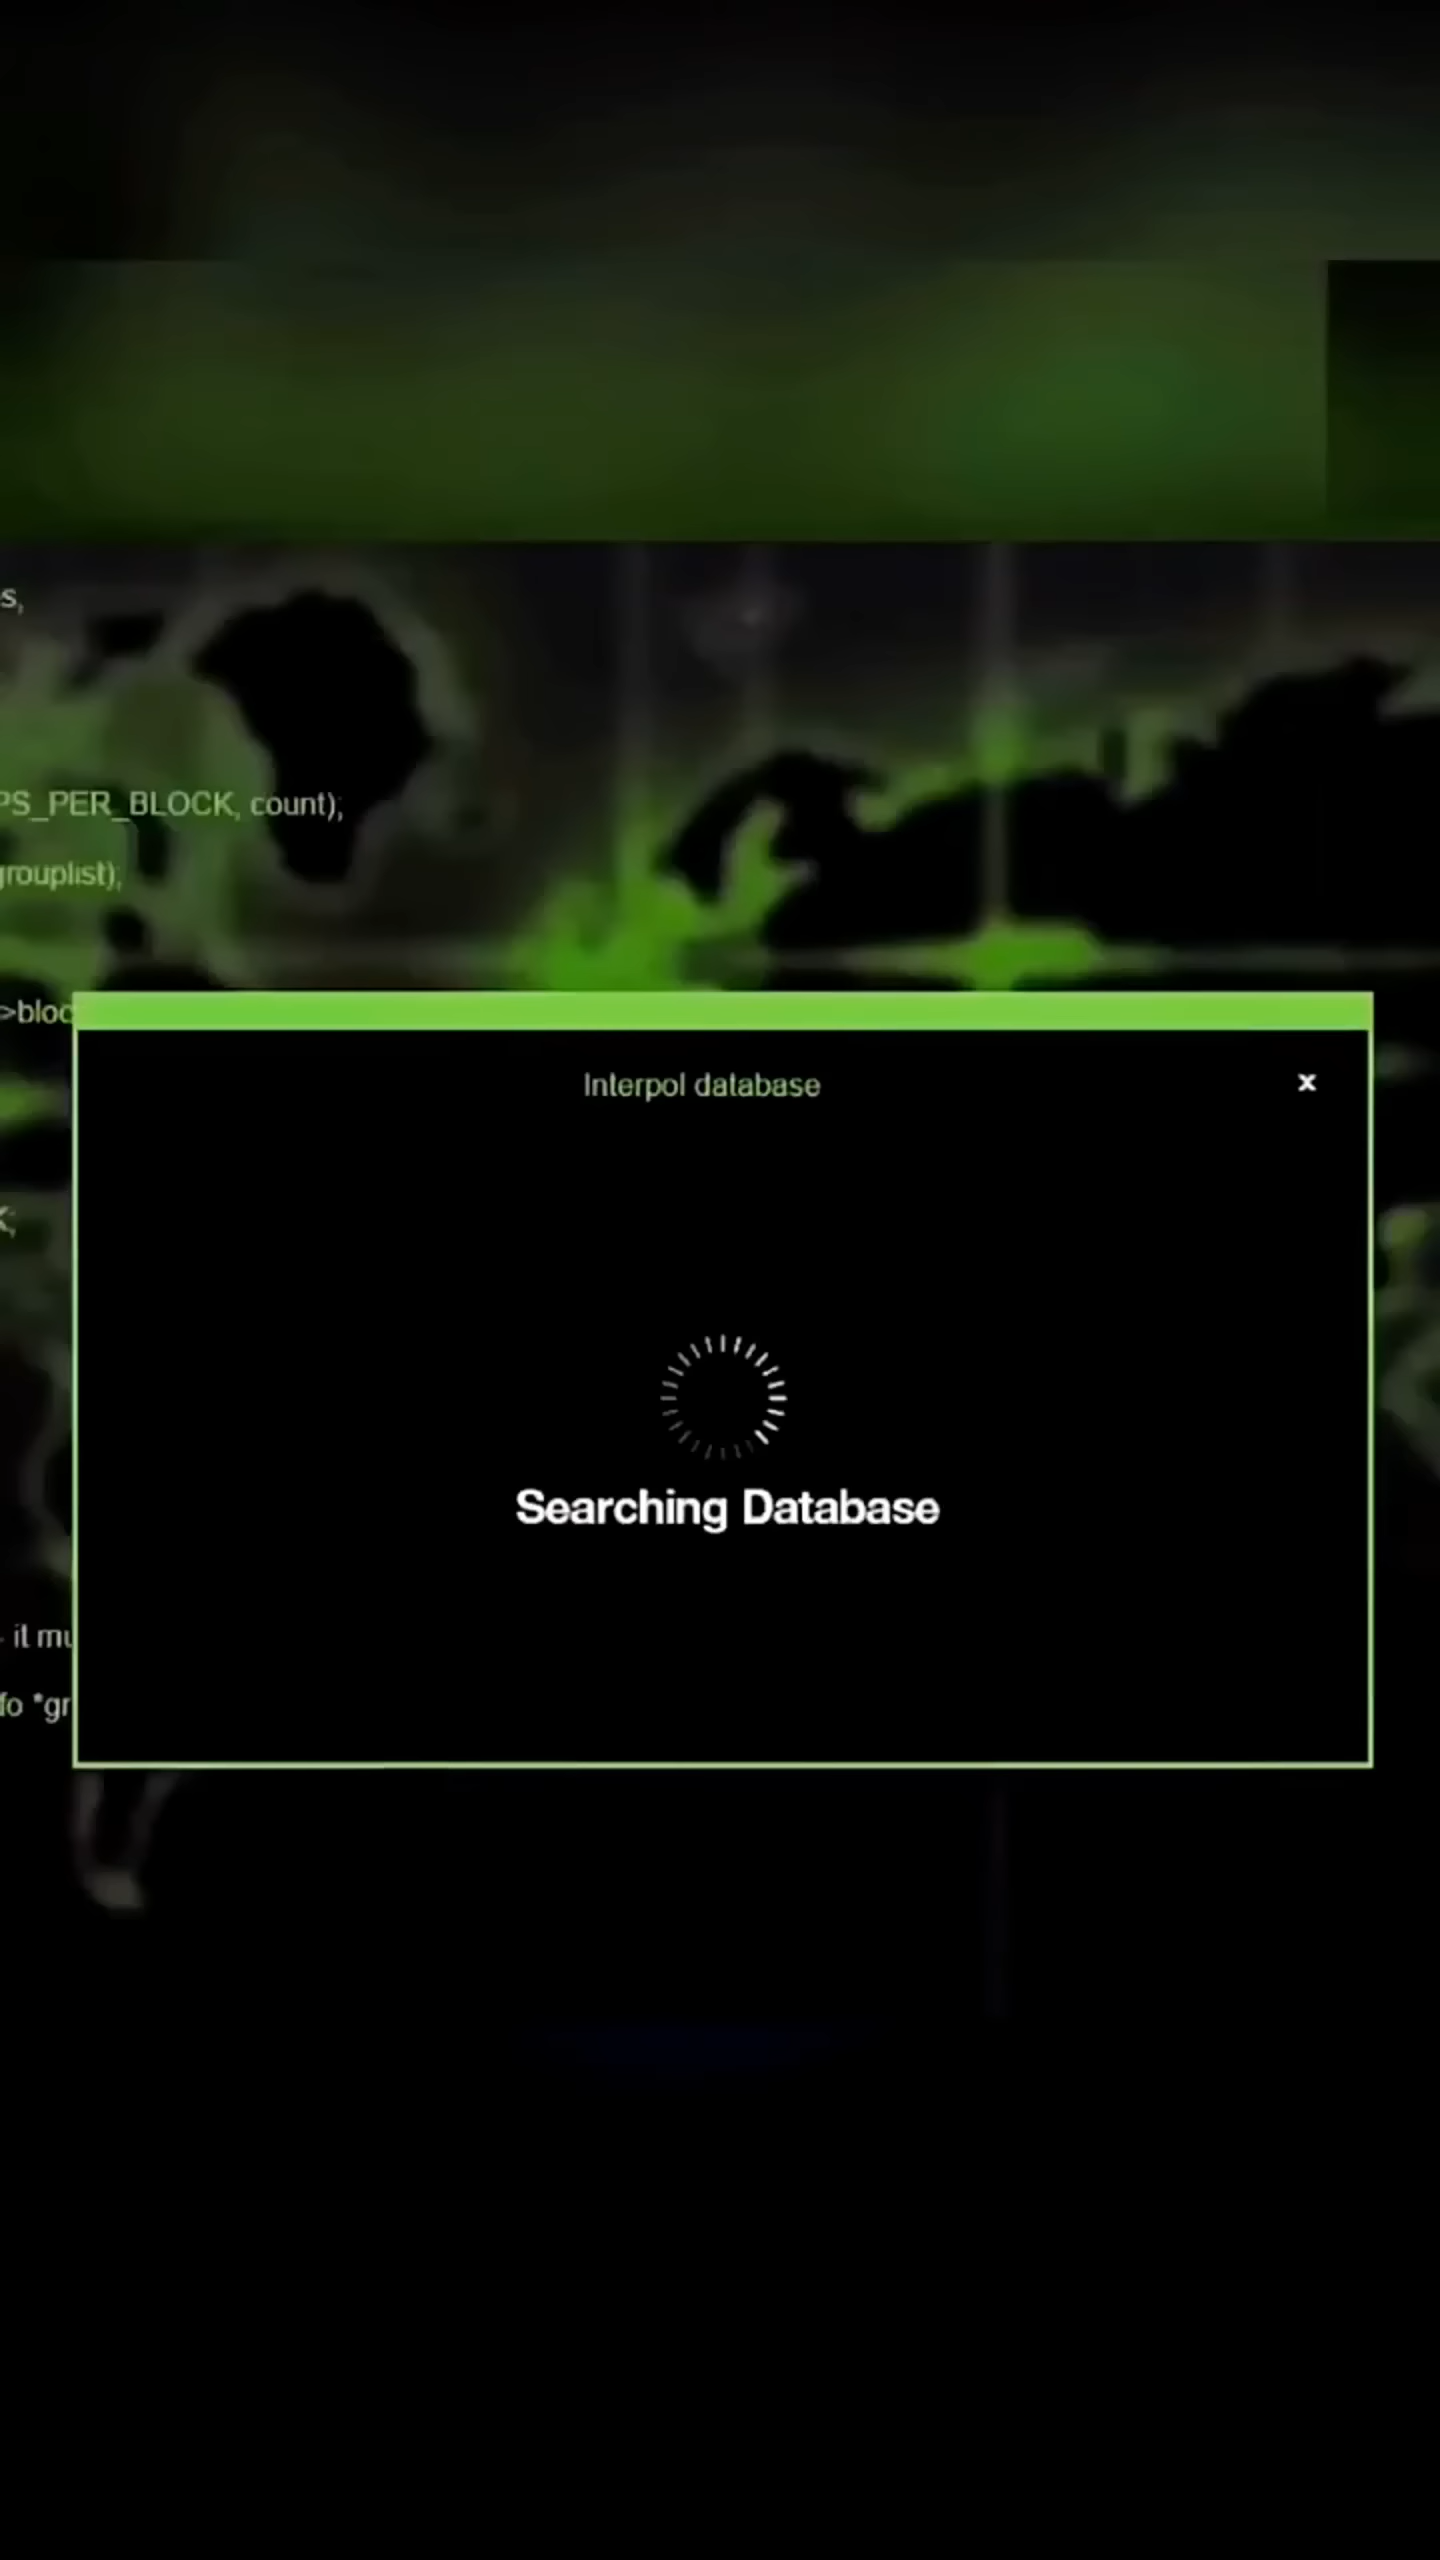 s,
PS_PER_BLOCK, count);
grouplist);
>bloc
Interpol database
x
K;
Searching Database
- it mu
fo *gr